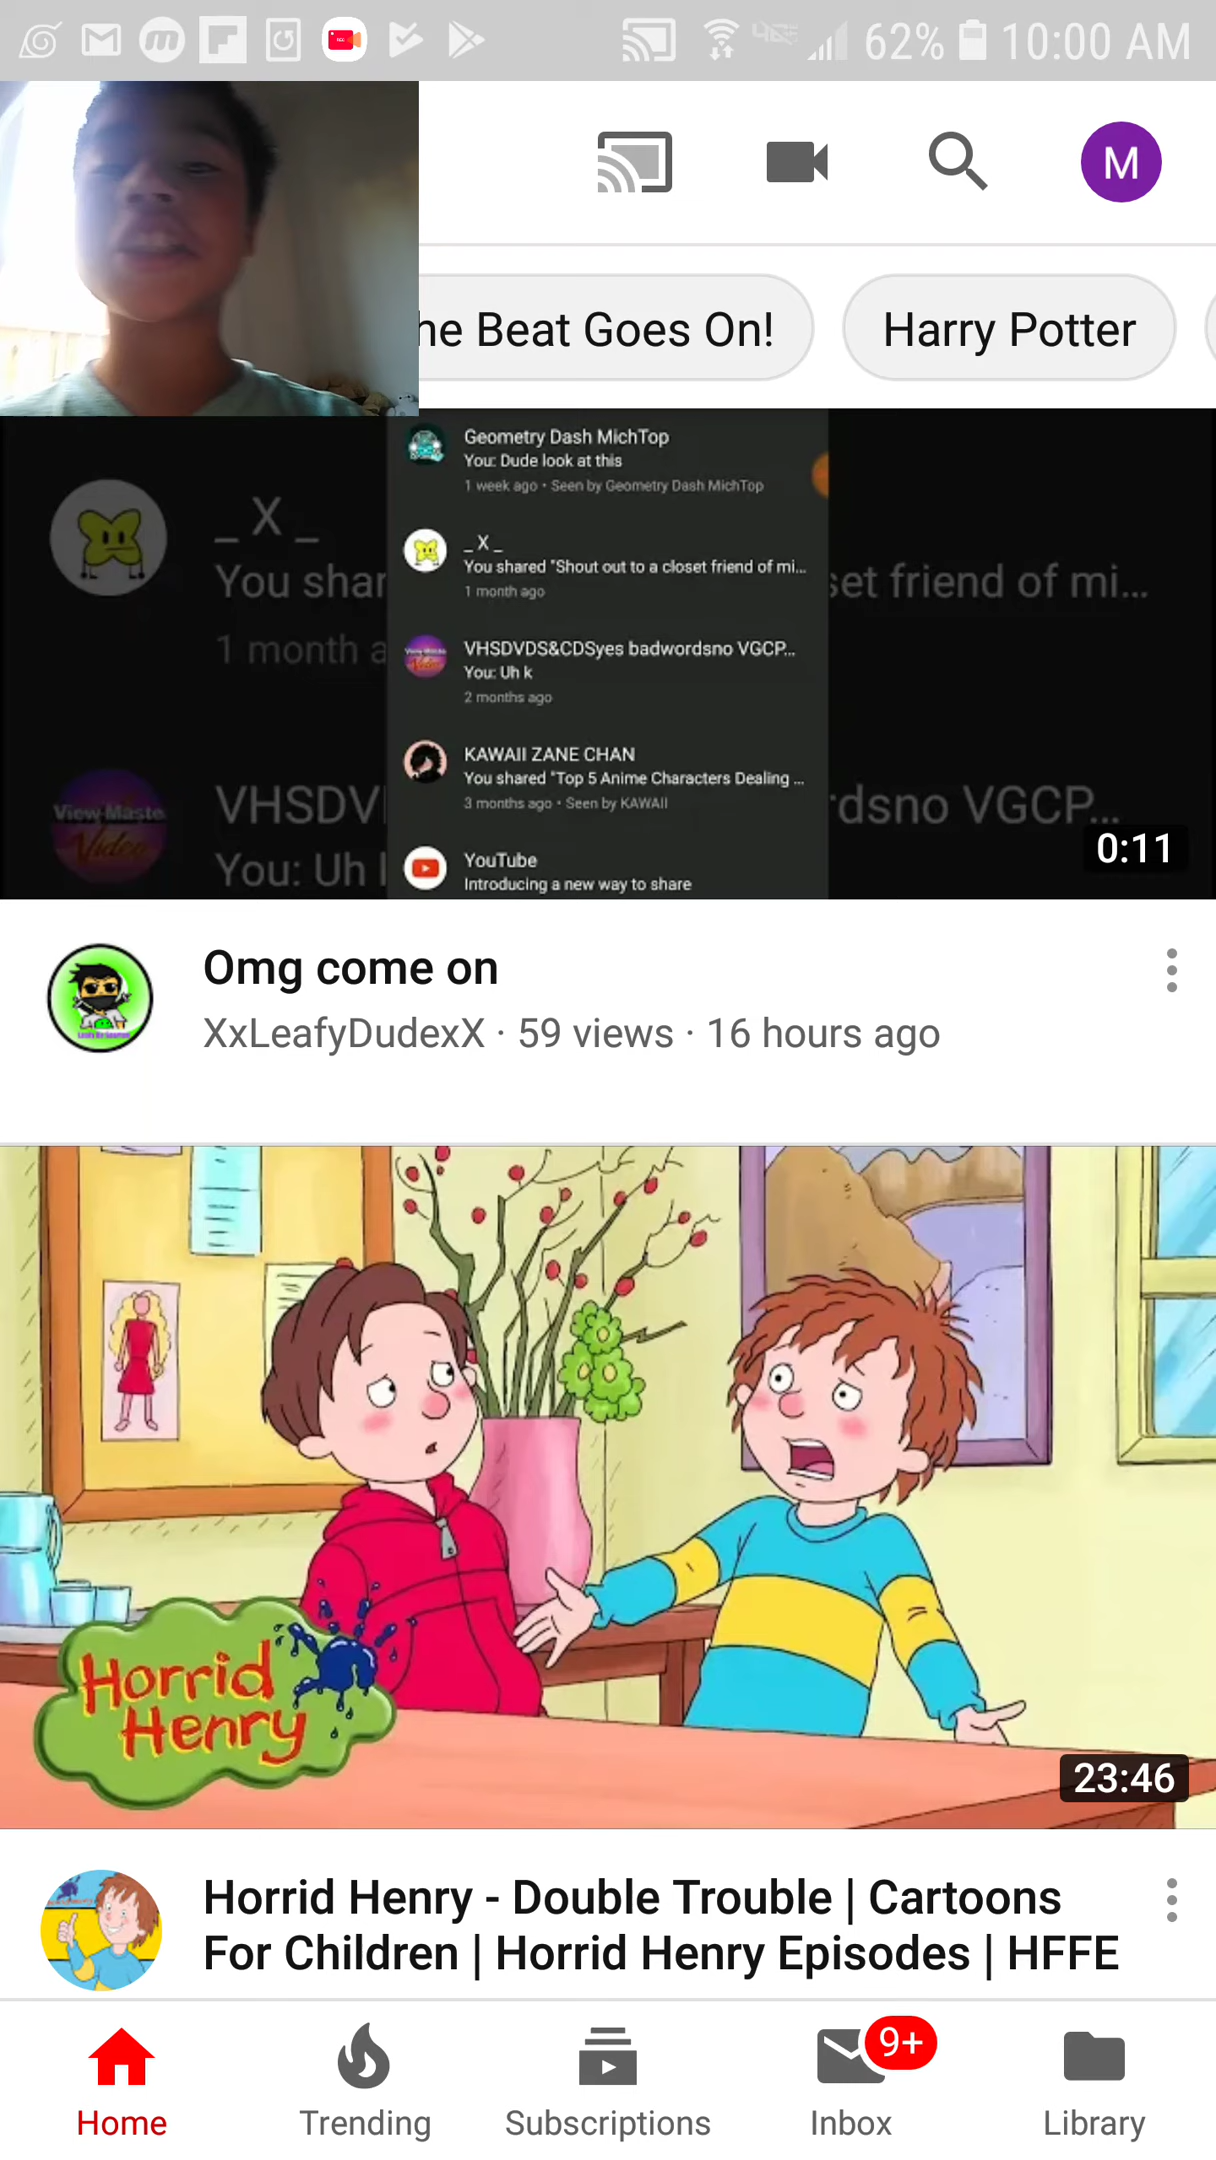 62% 10:00 AM
M
he Beat Goes On!
Harry Potter
Geometry Dash MichTop
You: Dude look at this
1 week ago • Seen by Geometry Dash MichTop
_ X _
You shared "Shout out to a closet friend of mi...
1 month ago
VHSDVDS&CDSyes badwordsno VGCP...
You: Uh k
2 months ago
KAWAII ZANE CHAN
You shared "Top 5 Anime Characters Dealing ...
3 months ago • Seen by KAWAII
YouTube
Introducing a new way to share
_ X _
You shar
set friend of mi...
1 month a
View-Maste
Video
VHSDV
rdsno VGCP...
You: Uh
0:11
Omg come on
XxLeafyDudexX · 59 views · 16 hours ago
Horrid
Henry
23:46
Horrid Henry - Double Trouble | Cartoons
For Children | Horrid Henry Episodes | HFFE
9+
Home
Trending
Subscriptions
Inbox
Library